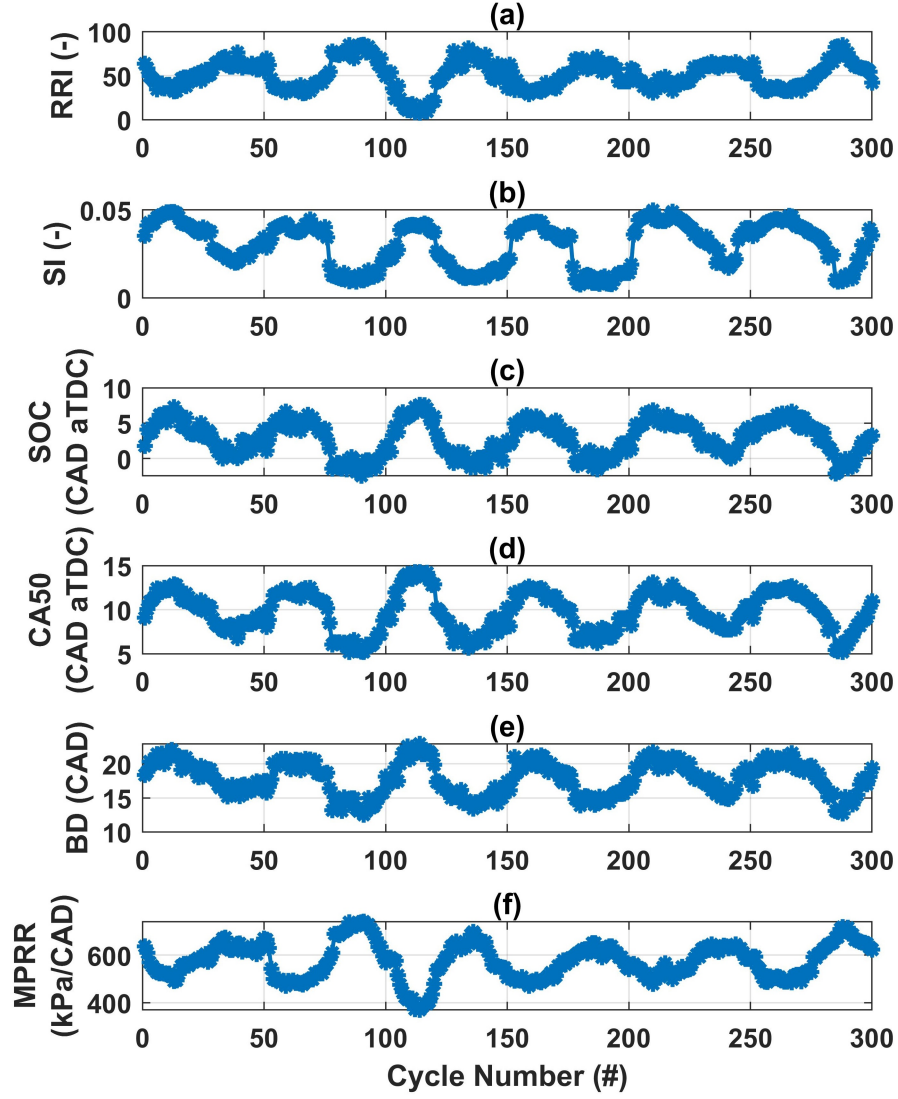 (a)
RRI (-)
100
50
0
0 50 100 150 200 250 300
(b)
SI (-)
0.05
0
0 50 100 150 200 250 300
(c)
SOC
(CAD aTDC)
10
5
0
0 50 100 150 200 250 300
(d)
CA50
(CAD aTDC)
15
10
5
0 50 100 150 200 250 300
(e)
BD (CAD)
20
15
10
0 50 100 150 200 250 300
(f)
MPRR
(kPa/CAD)
600
400
0 50 100 150 200 250 300
Cycle Number (#)